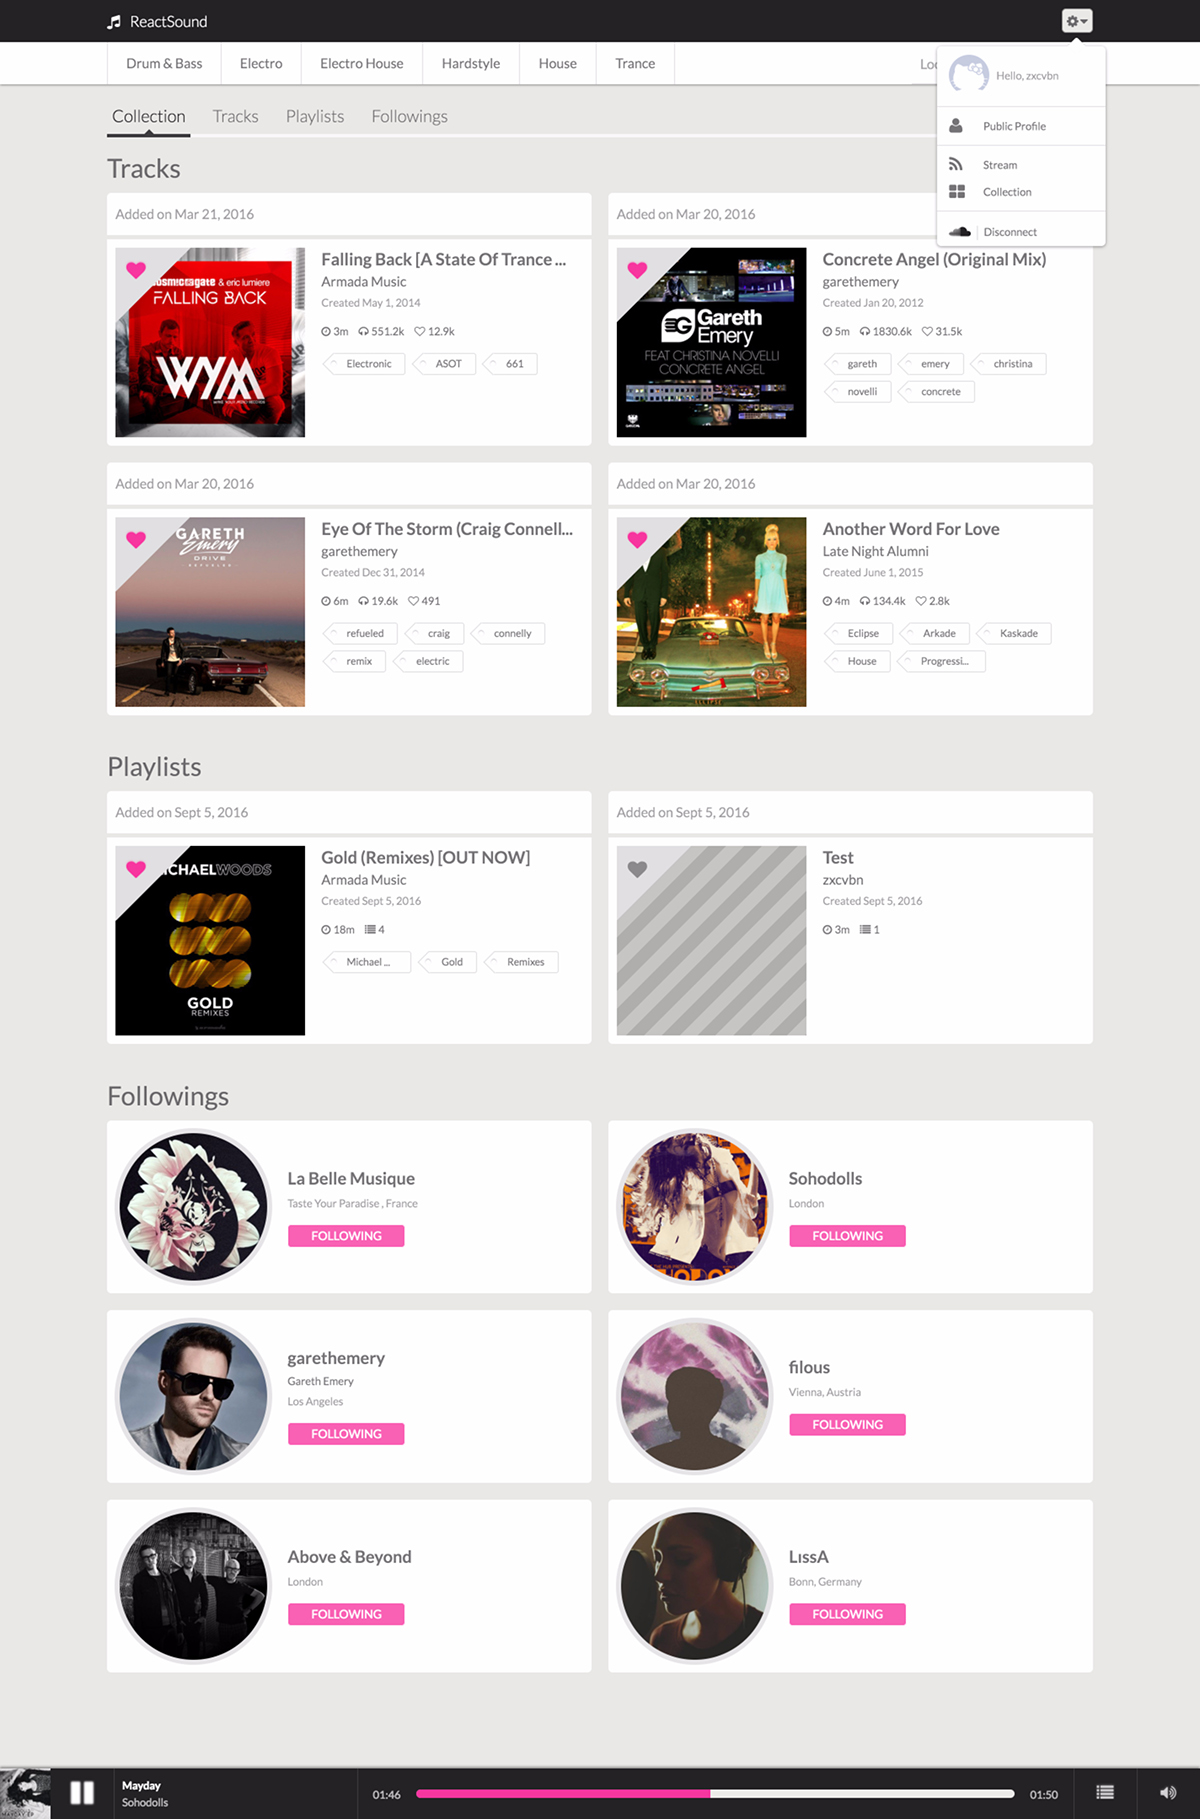 ReactSound
Drum & Bass Electro Electro House Hardstyle House Trance
Hello, zxcvbn
Public Profile
Stream
Collection
Disconnect
Collection Tracks Playlists Followings
Tracks
Added on Mar 21, 2016
FALLING BACK
& eric lumiere
WYM
Falling Back [A State Of Trance ...
Armada Music
Created May 1, 2014
3m 551.2k 12.9k
Electronic ASOT 661
Added on Mar 20, 2016
Gareth
Emery
FEAT CHRISTINA NOVELLI
CONCRETE ANGEL
Concrete Angel (Original Mix)
garethemery
Created Jan 20, 2012
5m 1830.6k 31.5k
gareth emery christina
novelli concrete
Added on Mar 20, 2016
GARETH
Emery
DRIVE
REFUELED
Eye Of The Storm (Craig Connell...
garethemery
Created Dec 31, 2014
6m 19.6k 491
refueled craig connelly
remix electric
Added on Mar 20, 2016
Another Word For Love
Late Night Alumni
Created June 1, 2015
4m 134.4k 2.8k
Eclipse Arkade Kaskade
House Progressi...
Playlists
Added on Sept 5, 2016
ICHAELWOODS
GOLD
REMIXES
Gold (Remixes) [OUT NOW]
Armada Music
Created Sept 5, 2016
18m 4
Michael ... Gold Remixes
Added on Sept 5, 2016
Test
zxcvbn
Created Sept 5, 2016
3m 1
Followings
La Belle Musique
Taste Your Paradise , France
FOLLOWING
Sohodolls
London
FOLLOWING
garethemery
Gareth Emery
Los Angeles
FOLLOWING
filous
Vienna, Austria
FOLLOWING
Above & Beyond
London
FOLLOWING
LıssA
Bonn, Germany
FOLLOWING
Mayday
Sohodolls
01:46 01:50